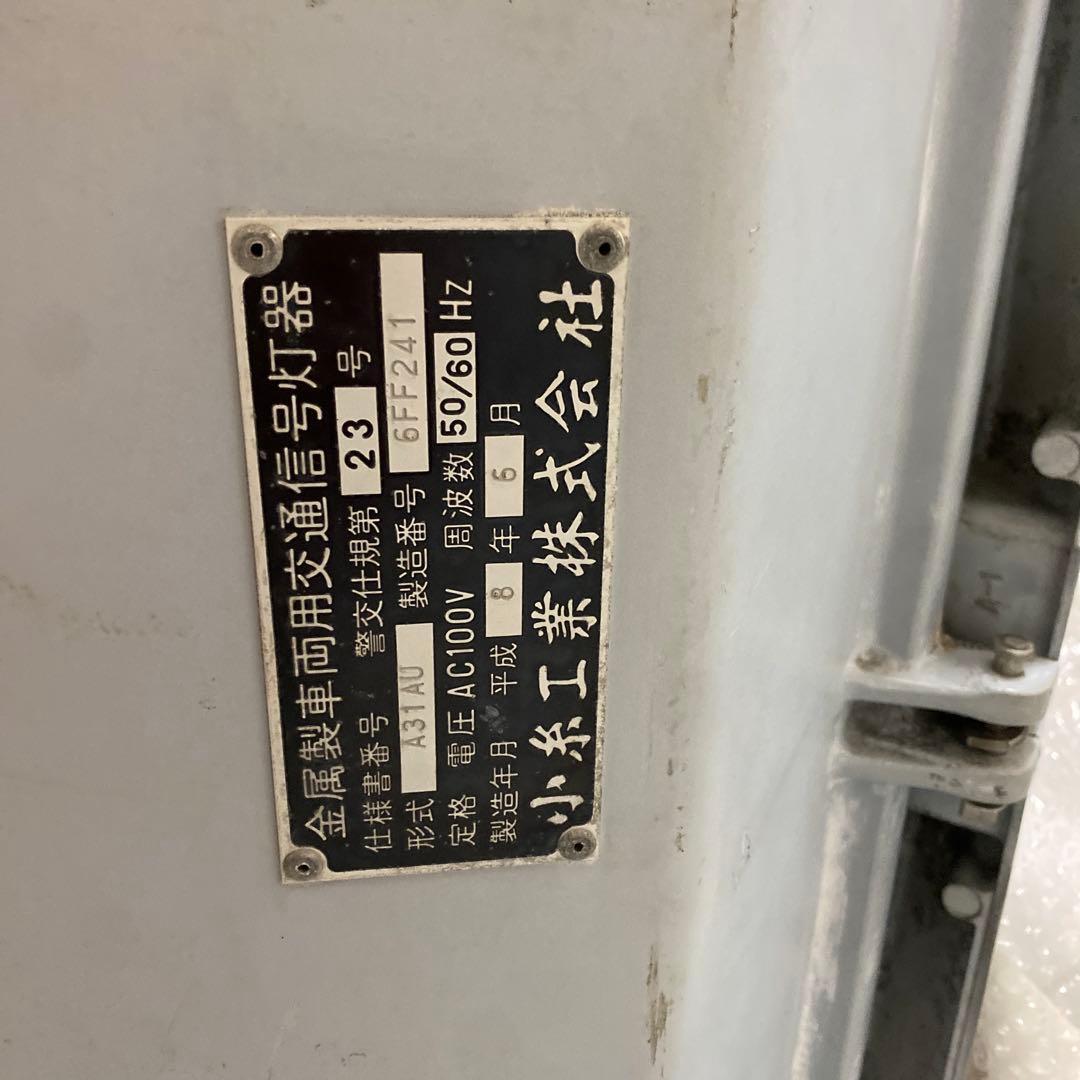 金属製車両用交通信号灯器
仕様書番号 警交仕規第 23 号
形式 A31AU 製造番号 6FF241
定格 電圧 AC100V 周波数 50/60 HZ
製造年月 平成 8 年 6 月
小糸工業株式会社